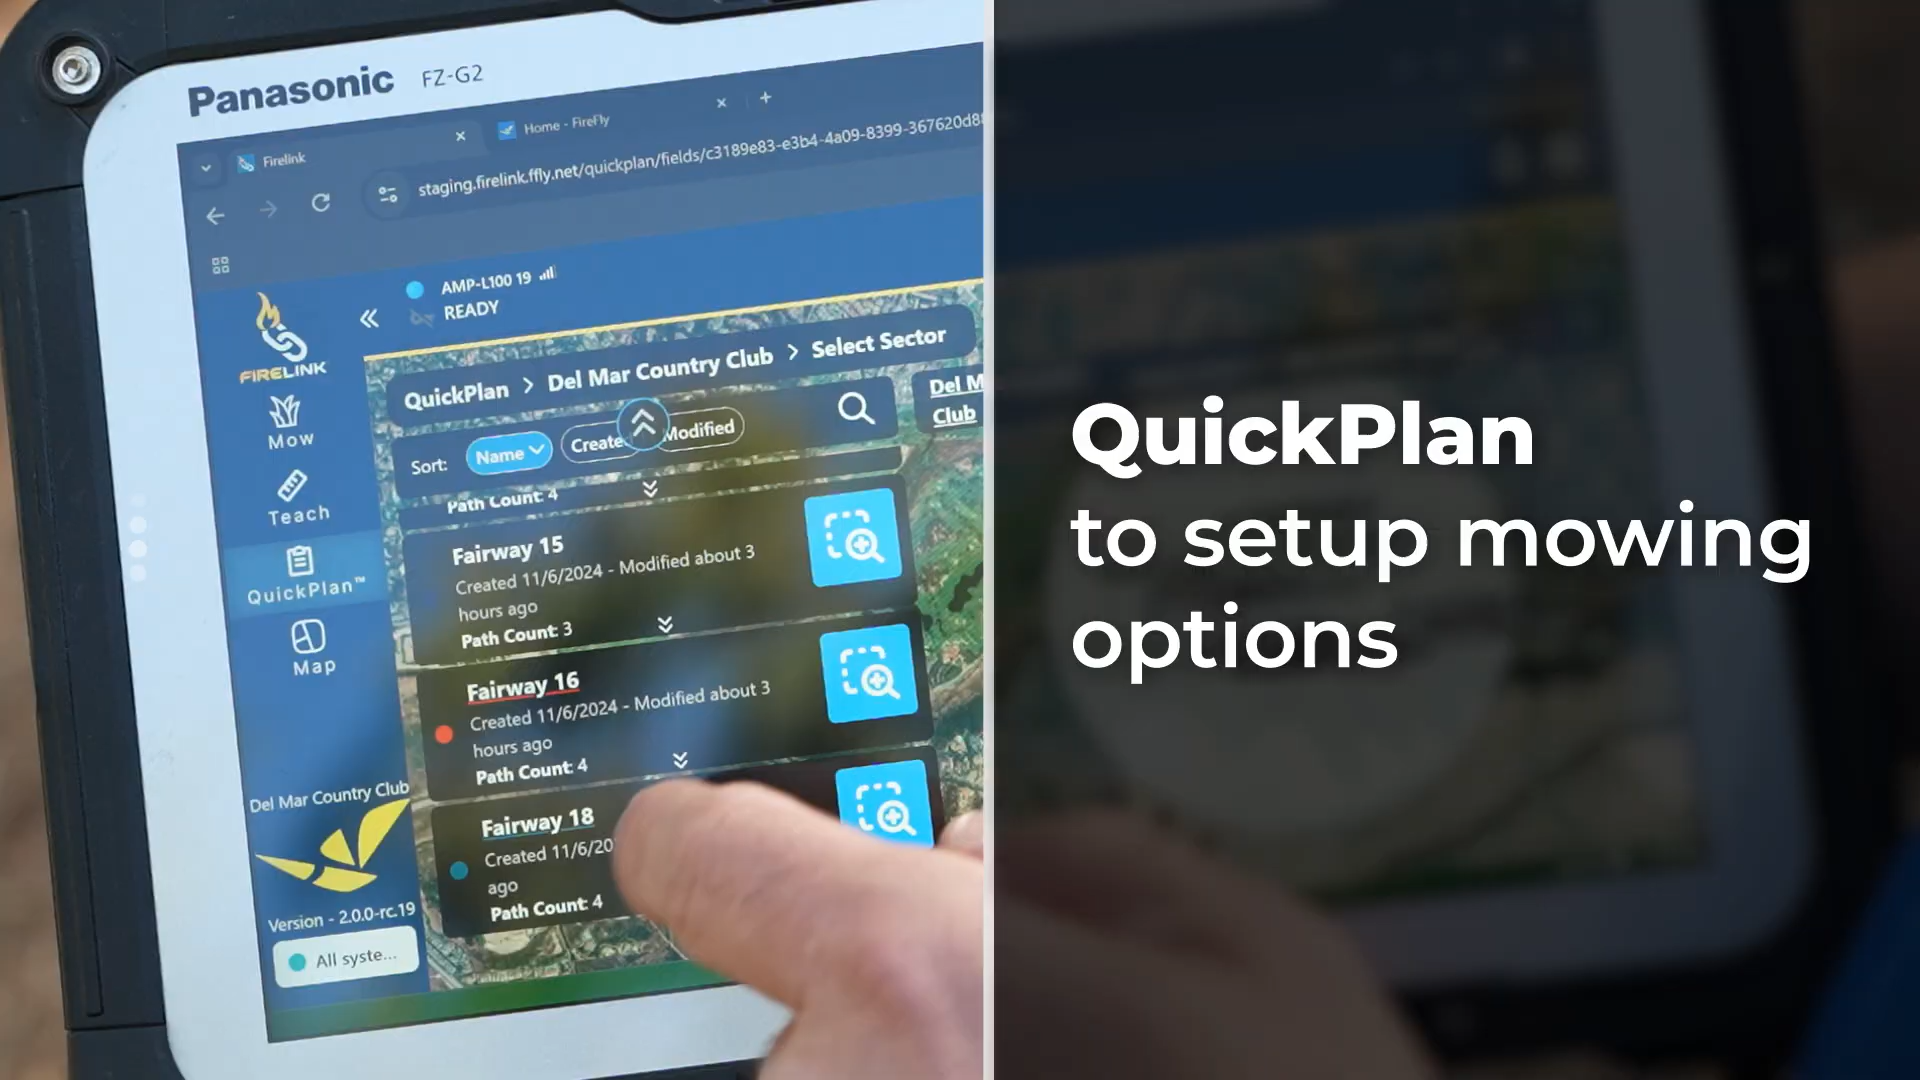 Panasonic FZ-G2
Firelink
Home - FireFly
staging.firelink.ffly.net/quickplan/fields/c3189e83-e3b4-4a09-8399-367620d8
AMP-L100 19
READY
FIRELINK
QuickPlan > Del Mar Country Club > Select Sector
Del M
Club
Sort: Name Create Modified
Mow
Teach
QuickPlan™
Map
Path Count: 4
Fairway 15
Created 11/6/2024 - Modified about 3
hours ago
Path Count: 3
Fairway 16
Created 11/6/2024 - Modified about 3
hours ago
Path Count: 4
Fairway 18
Created 11/6/20
ago
Path Count: 4
Del Mar Country Club
Version - 2.0.0-rc.19
All syste...
QuickPlan
to setup mowing
options